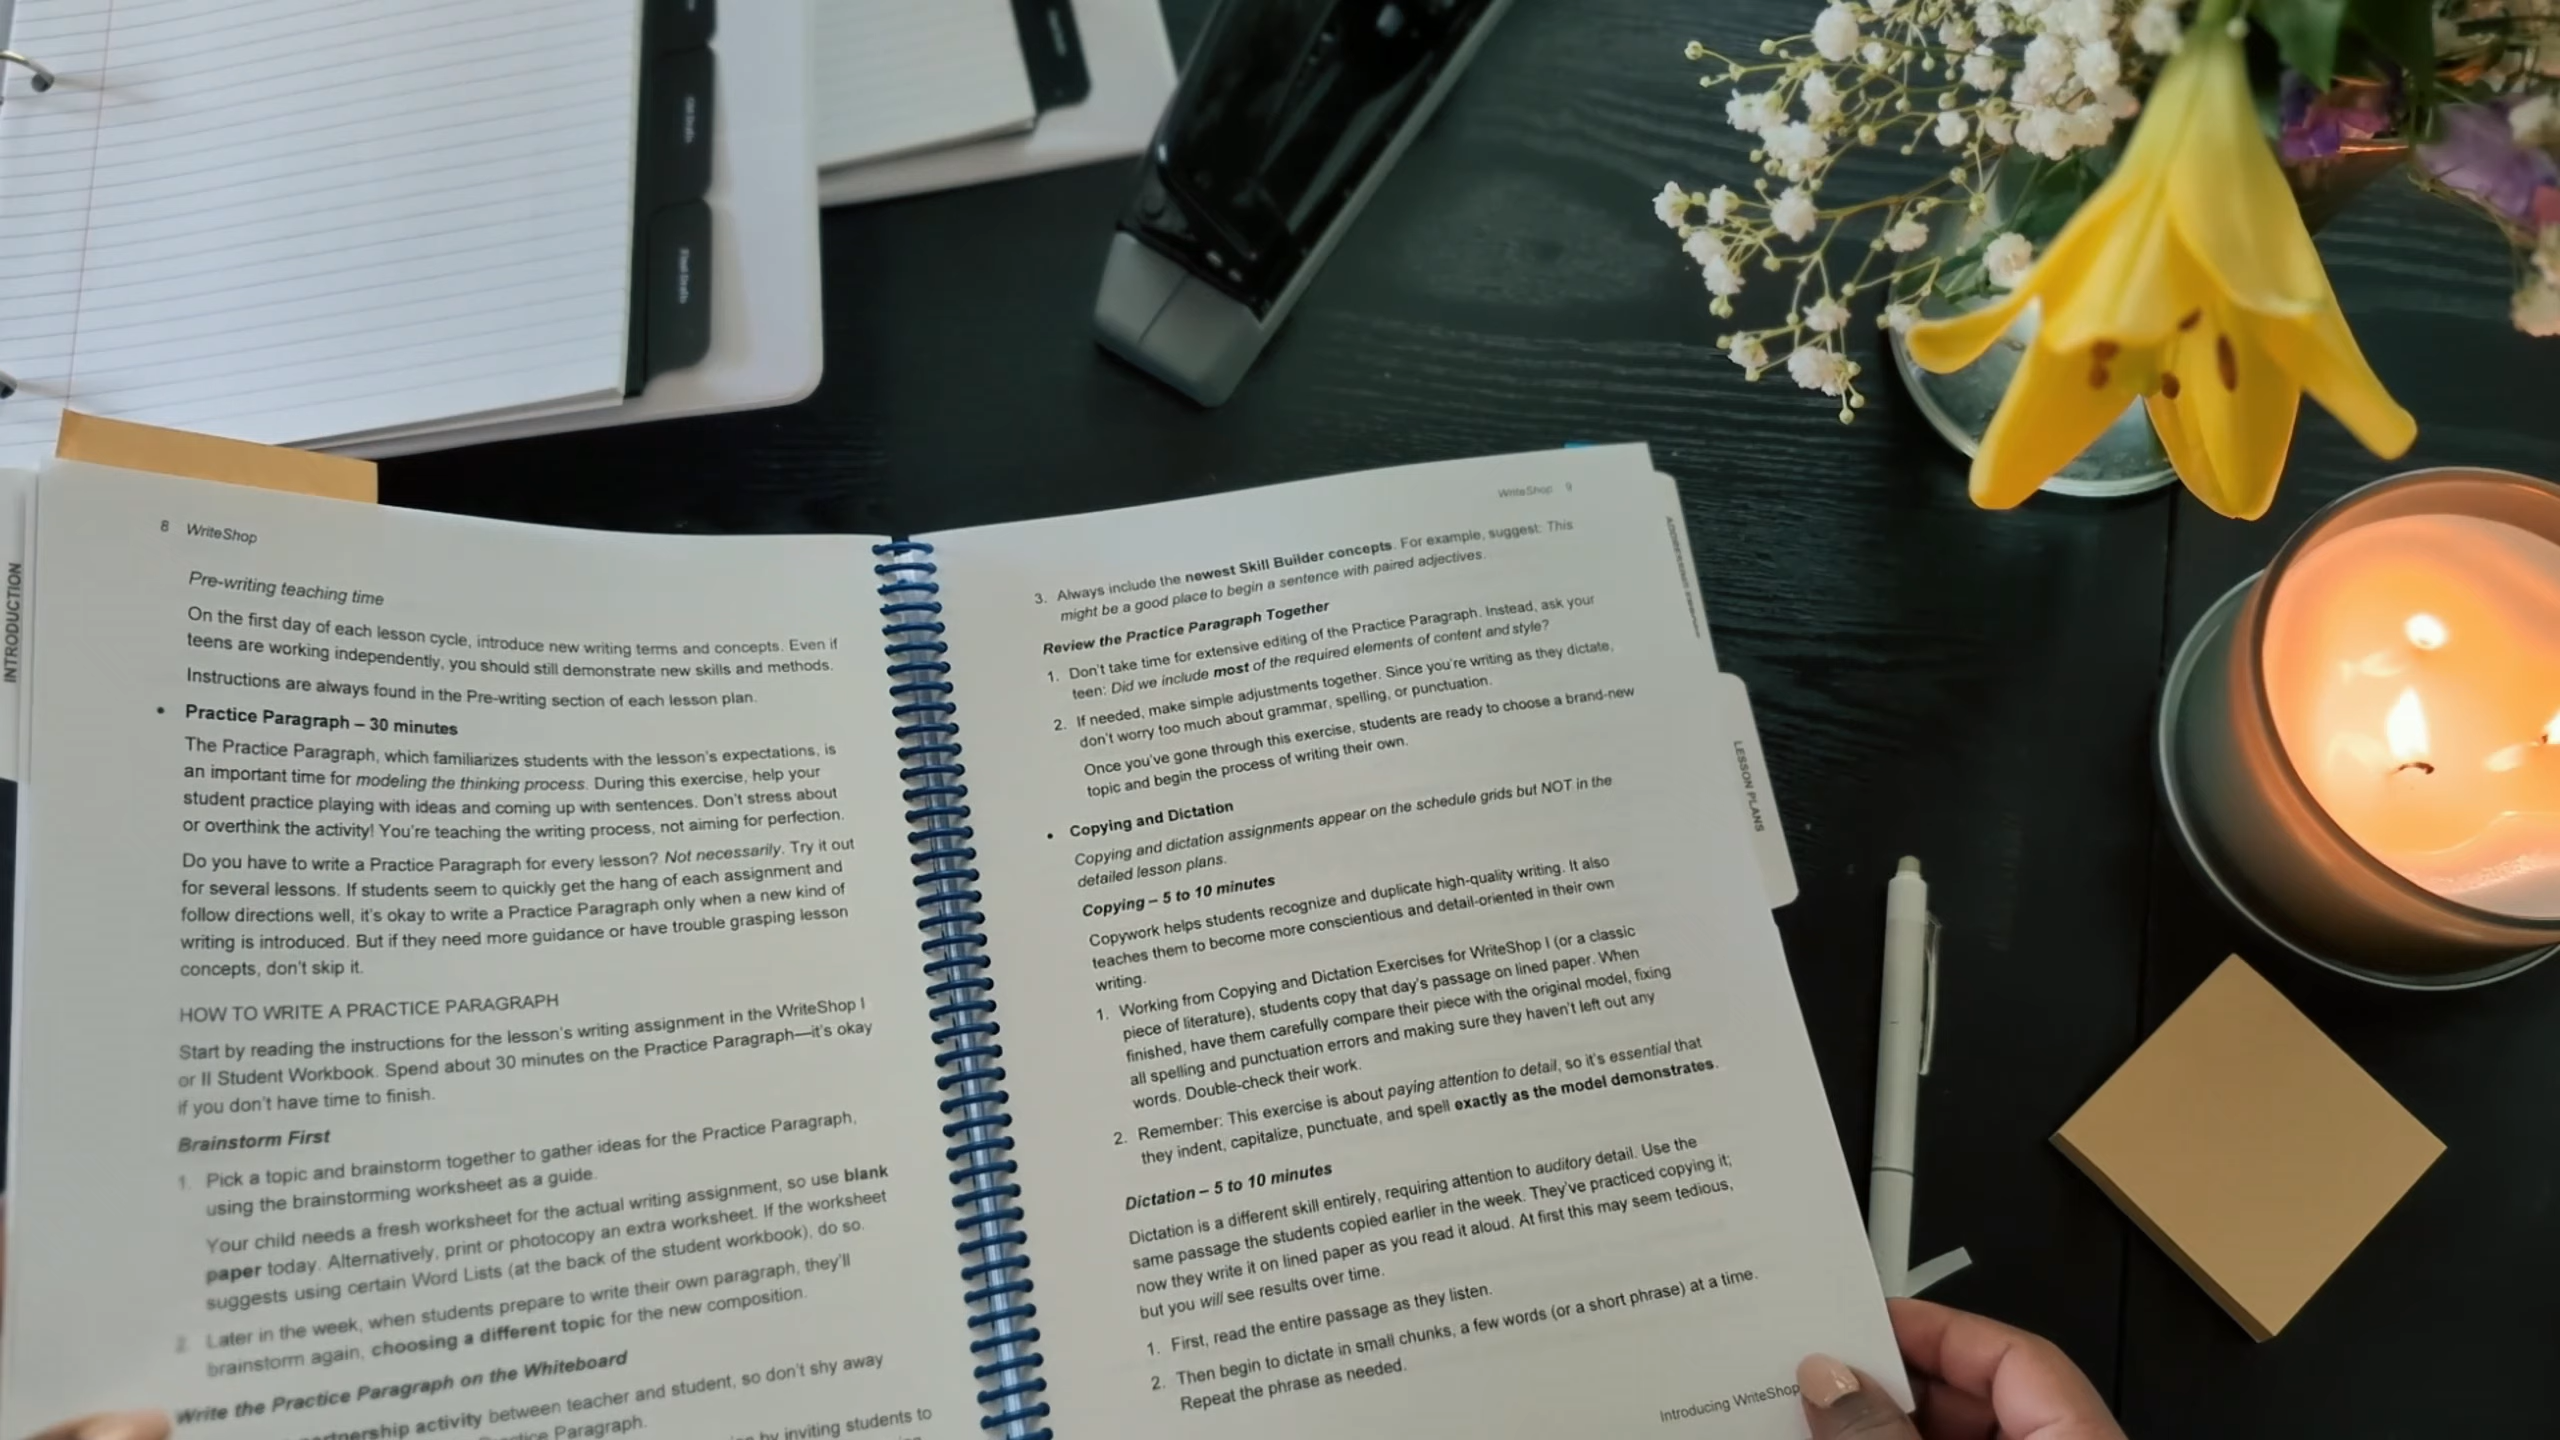 Old Drafts
Final Drafts
INTRODUCTION
8 WriteShop
Pre-writing teaching time
On the first day of each lesson cycle, introduce new writing terms and concepts. Even if
teens are working independently, you should still demonstrate new skills and methods.
Instructions are always found in the Pre-writing section of each lesson plan.
• Practice Paragraph – 30 minutes
The Practice Paragraph, which familiarizes students with the lesson's expectations, is
an important time for modeling the thinking process. During this exercise, help your
student practice playing with ideas and coming up with sentences. Don't stress about
or overthink the activity! You're teaching the writing process, not aiming for perfection.
Do you have to write a Practice Paragraph for every lesson? Not necessarily. Try it out
for several lessons. If students seem to quickly get the hang of each assignment and
follow directions well, it's okay to write a Practice Paragraph only when a new kind of
writing is introduced. But if they need more guidance or have trouble grasping lesson
concepts, don't skip it.
HOW TO WRITE A PRACTICE PARAGRAPH
Start by reading the instructions for the lesson's writing assignment in the WriteShop I
or II Student Workbook. Spend about 30 minutes on the Practice Paragraph—it's okay
if you don't have time to finish.
Brainstorm First
1. Pick a topic and brainstorm together to gather ideas for the Practice Paragraph,
using the brainstorming worksheet as a guide.
Your child needs a fresh worksheet for the actual writing assignment, so use blank
paper today. Alternatively, print or photocopy an extra worksheet. If the worksheet
suggests using certain Word Lists (at the back of the student workbook), do so.
2. Later in the week, when students prepare to write their own paragraph, they'll
brainstorm again, choosing a different topic for the new composition.
Write the Practice Paragraph on the Whiteboard
activity between teacher and student, so don't shy away
Paragraph.
by inviting students to
WriteShop 9
3. Always include the newest Skill Builder concepts. For example, suggest: This
might be a good place to begin a sentence with paired adjectives.
Review the Practice Paragraph Together
1. Don't take time for extensive editing of the Practice Paragraph. Instead, ask your
teen: Did we include most of the required elements of content and style?
2. If needed, make simple adjustments together. Since you're writing as they dictate,
don't worry too much about grammar, spelling, or punctuation.
Once you've gone through this exercise, students are ready to choose a brand-new
topic and begin the process of writing their own.
• Copying and Dictation
Copying and dictation assignments appear on the schedule grids but NOT in the
detailed lesson plans.
Copying – 5 to 10 minutes
Copywork helps students recognize and duplicate high-quality writing. It also
teaches them to become more conscientious and detail-oriented in their own
writing.
1. Working from Copying and Dictation Exercises for WriteShop I (or a classic
piece of literature), students copy that day's passage on lined paper. When
finished, have them carefully compare their piece with the original model, fixing
all spelling and punctuation errors and making sure they haven't left out any
words. Double-check their work.
2. Remember: This exercise is about paying attention to detail, so it's essential that
they indent, capitalize, punctuate, and spell exactly as the model demonstrates.
Dictation – 5 to 10 minutes
Dictation is a different skill entirely, requiring attention to auditory detail. Use the
same passage the students copied earlier in the week. They've practiced copying it;
now they write it on lined paper as you read it aloud. At first this may seem tedious,
but you will see results over time.
1. First, read the entire passage as they listen.
2. Then begin to dictate in small chunks, a few words (or a short phrase) at a time.
Repeat the phrase as needed.
Introducing WriteShop
LESSON PLANS